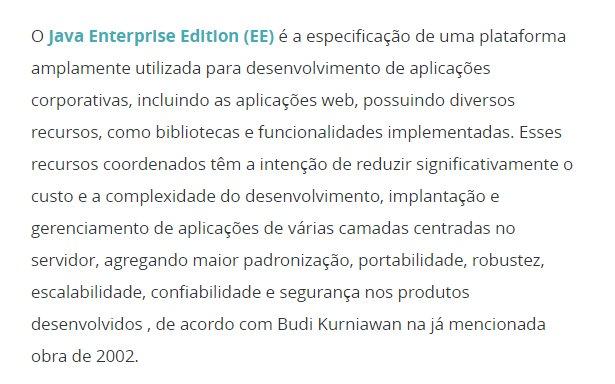 O Java Enterprise Edition (EE) é a especificação de uma plataforma
amplamente utilizada para desenvolvimento de aplicações
corporativas, incluindo as aplicações web, possuindo diversos
recursos, como bibliotecas e funcionalidades implementadas. Esses
recursos coordenados têm a intenção de reduzir significativamente o
custo e a complexidade do desenvolvimento, implantação e
gerenciamento de aplicações de várias camadas centradas no
servidor, agregando maior padronização, portabilidade, robustez,
escalabilidade, confiabilidade e segurança nos produtos
desenvolvidos , de acordo com Budi Kurniawan na já mencionada
obra de 2002.